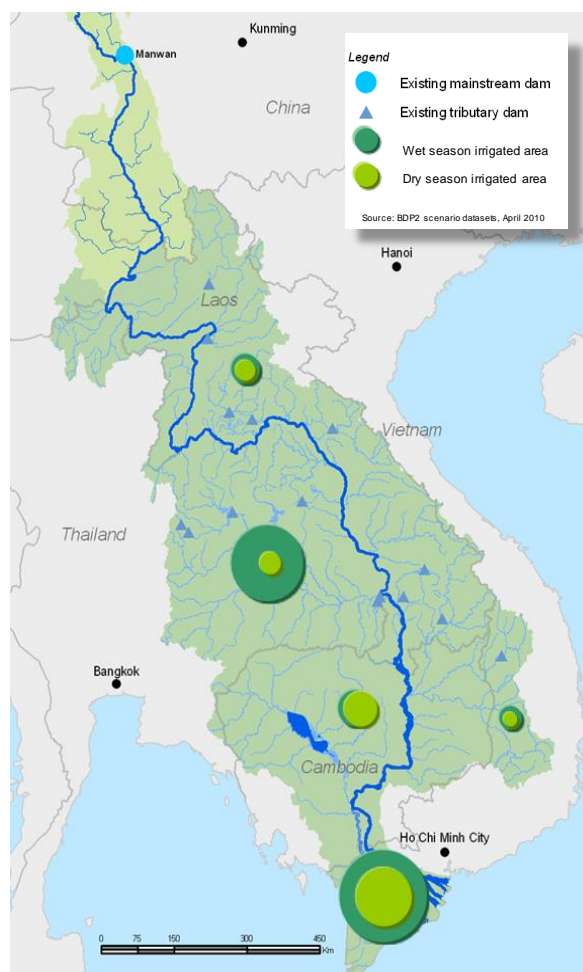 Kunming
Manwan
China
Legend
Existing mainstream dam
Existing tributary dam
Wet season irrigated area
Dry season irrigated area
Source: BDP2 scenario datasets, April 2010
Hanoi
Laos
Vietnam
Thailand
Bangkok
Cambodia
Ho Chi Minh City
0 75 150 300 450
Km